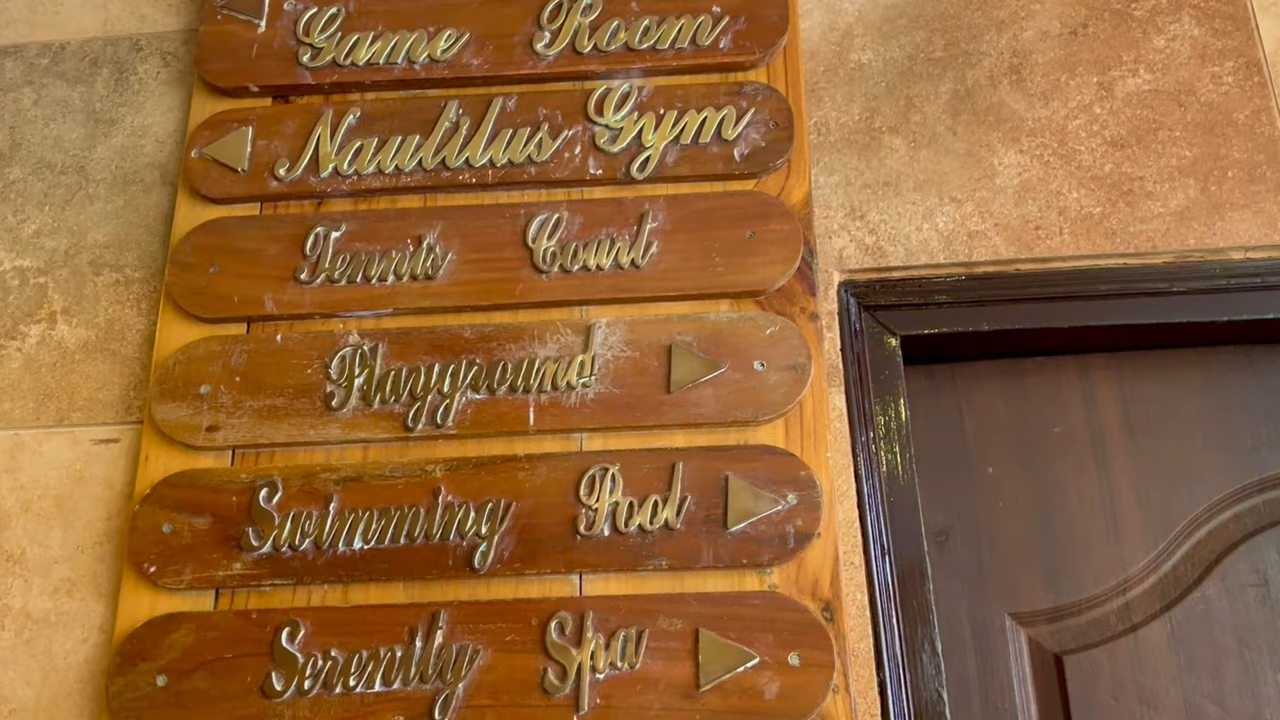 Game Room
Nautilus Gym
Tennis Court
Playground
Swimming Pool
Serenity Spa